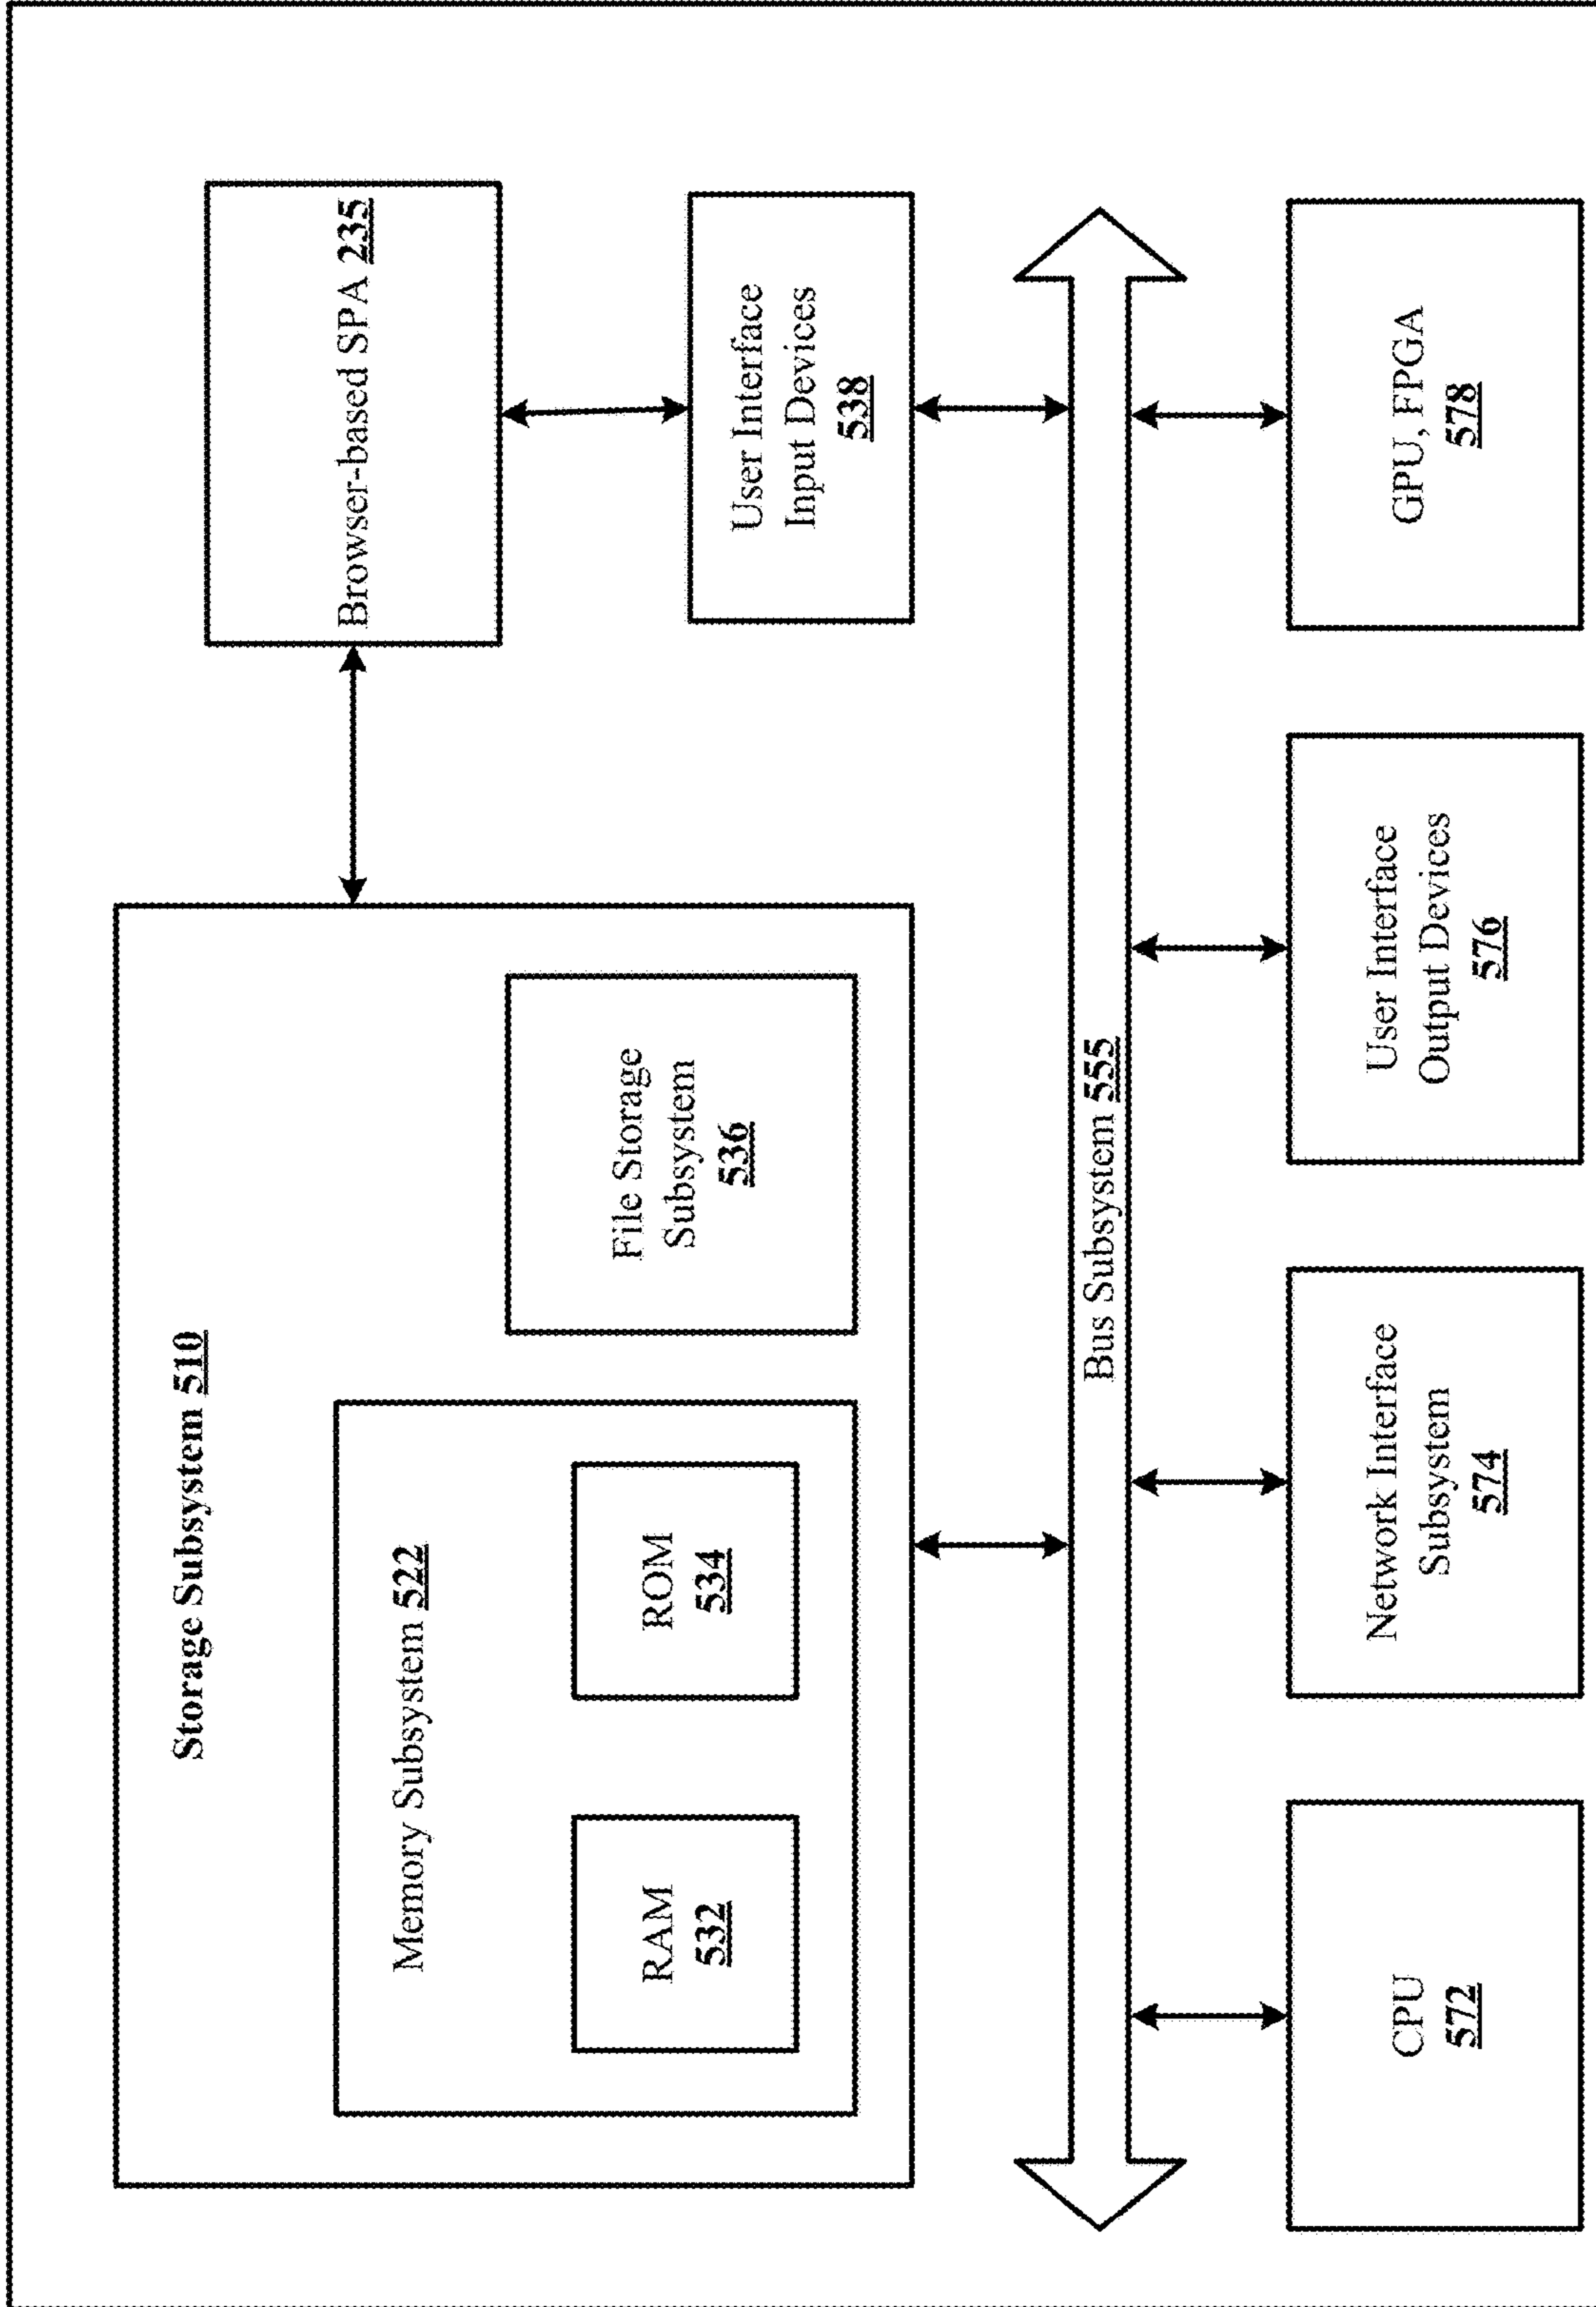 Storage Subsystem 510
Memory Subsystem 522
RAM
532
ROM
534
File Storage
Subsystem
536
Browser-based SPA 235
User Interface
Input Devices
538
Bus Subsystem 555
CPU
572
Network Interface
Subsystem
574
User Interface
Output Devices
576
GPU, FPGA
578